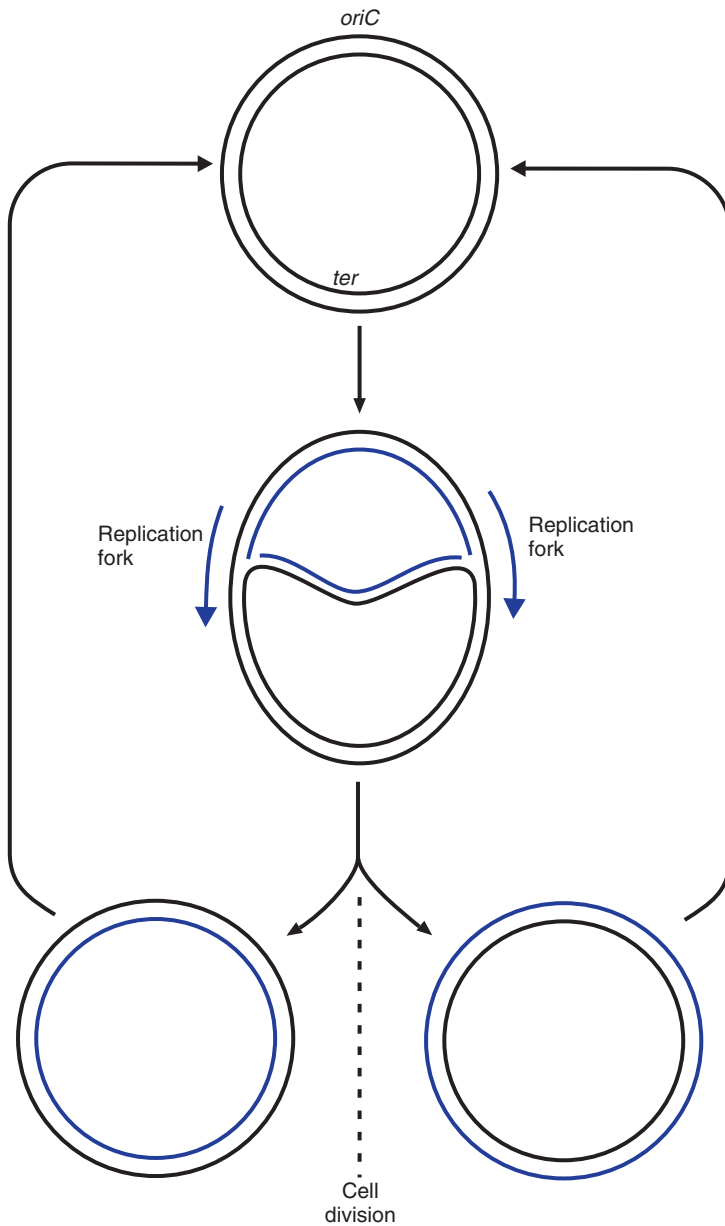 oriC
ter
Replication
fork
Replication
fork
Cell
division